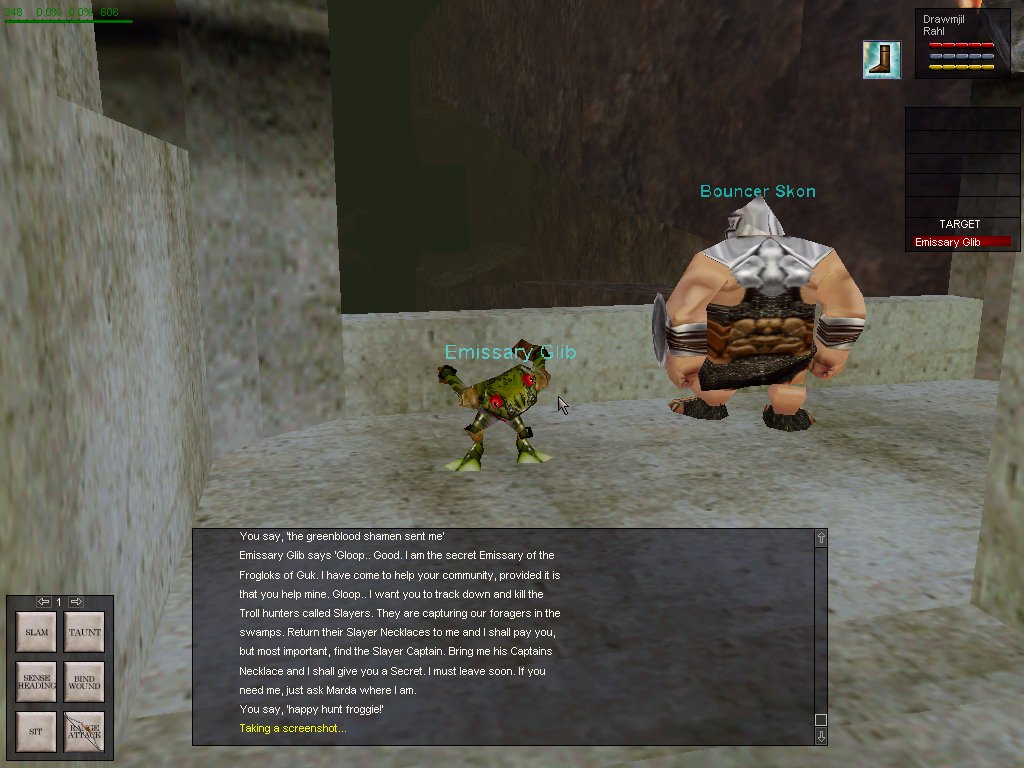 348 0.0% 0.0% 606
Drawmjil
Rahl
Bouncer Skon
TARGET
Emissary Glib
Emissary Glib
You say, 'the greenblood shamen sent me'
Emissary Glib says 'Gloop.. Good. I am the secret Emissary of the
Frogloks of Guk. I have come to help your community, provided it is
that you help mine. Gloop.. I want you to track down and kill the
Troll hunters called Slayers. They are capturing our foragers in the
swamps. Return their Slayer Necklaces to me and I shall pay you,
but most important, find the Slayer Captain. Bring me his Captains
Necklace and I shall give you a Secret. I must leave soon. If you
need me, just ask Marda where I am.
You say, 'happy hunt froggie!'
Taking a screenshot...
1
SLAM TAUNT
SENSE HEADING BIND WOUND
SIT RANGE ATTACK